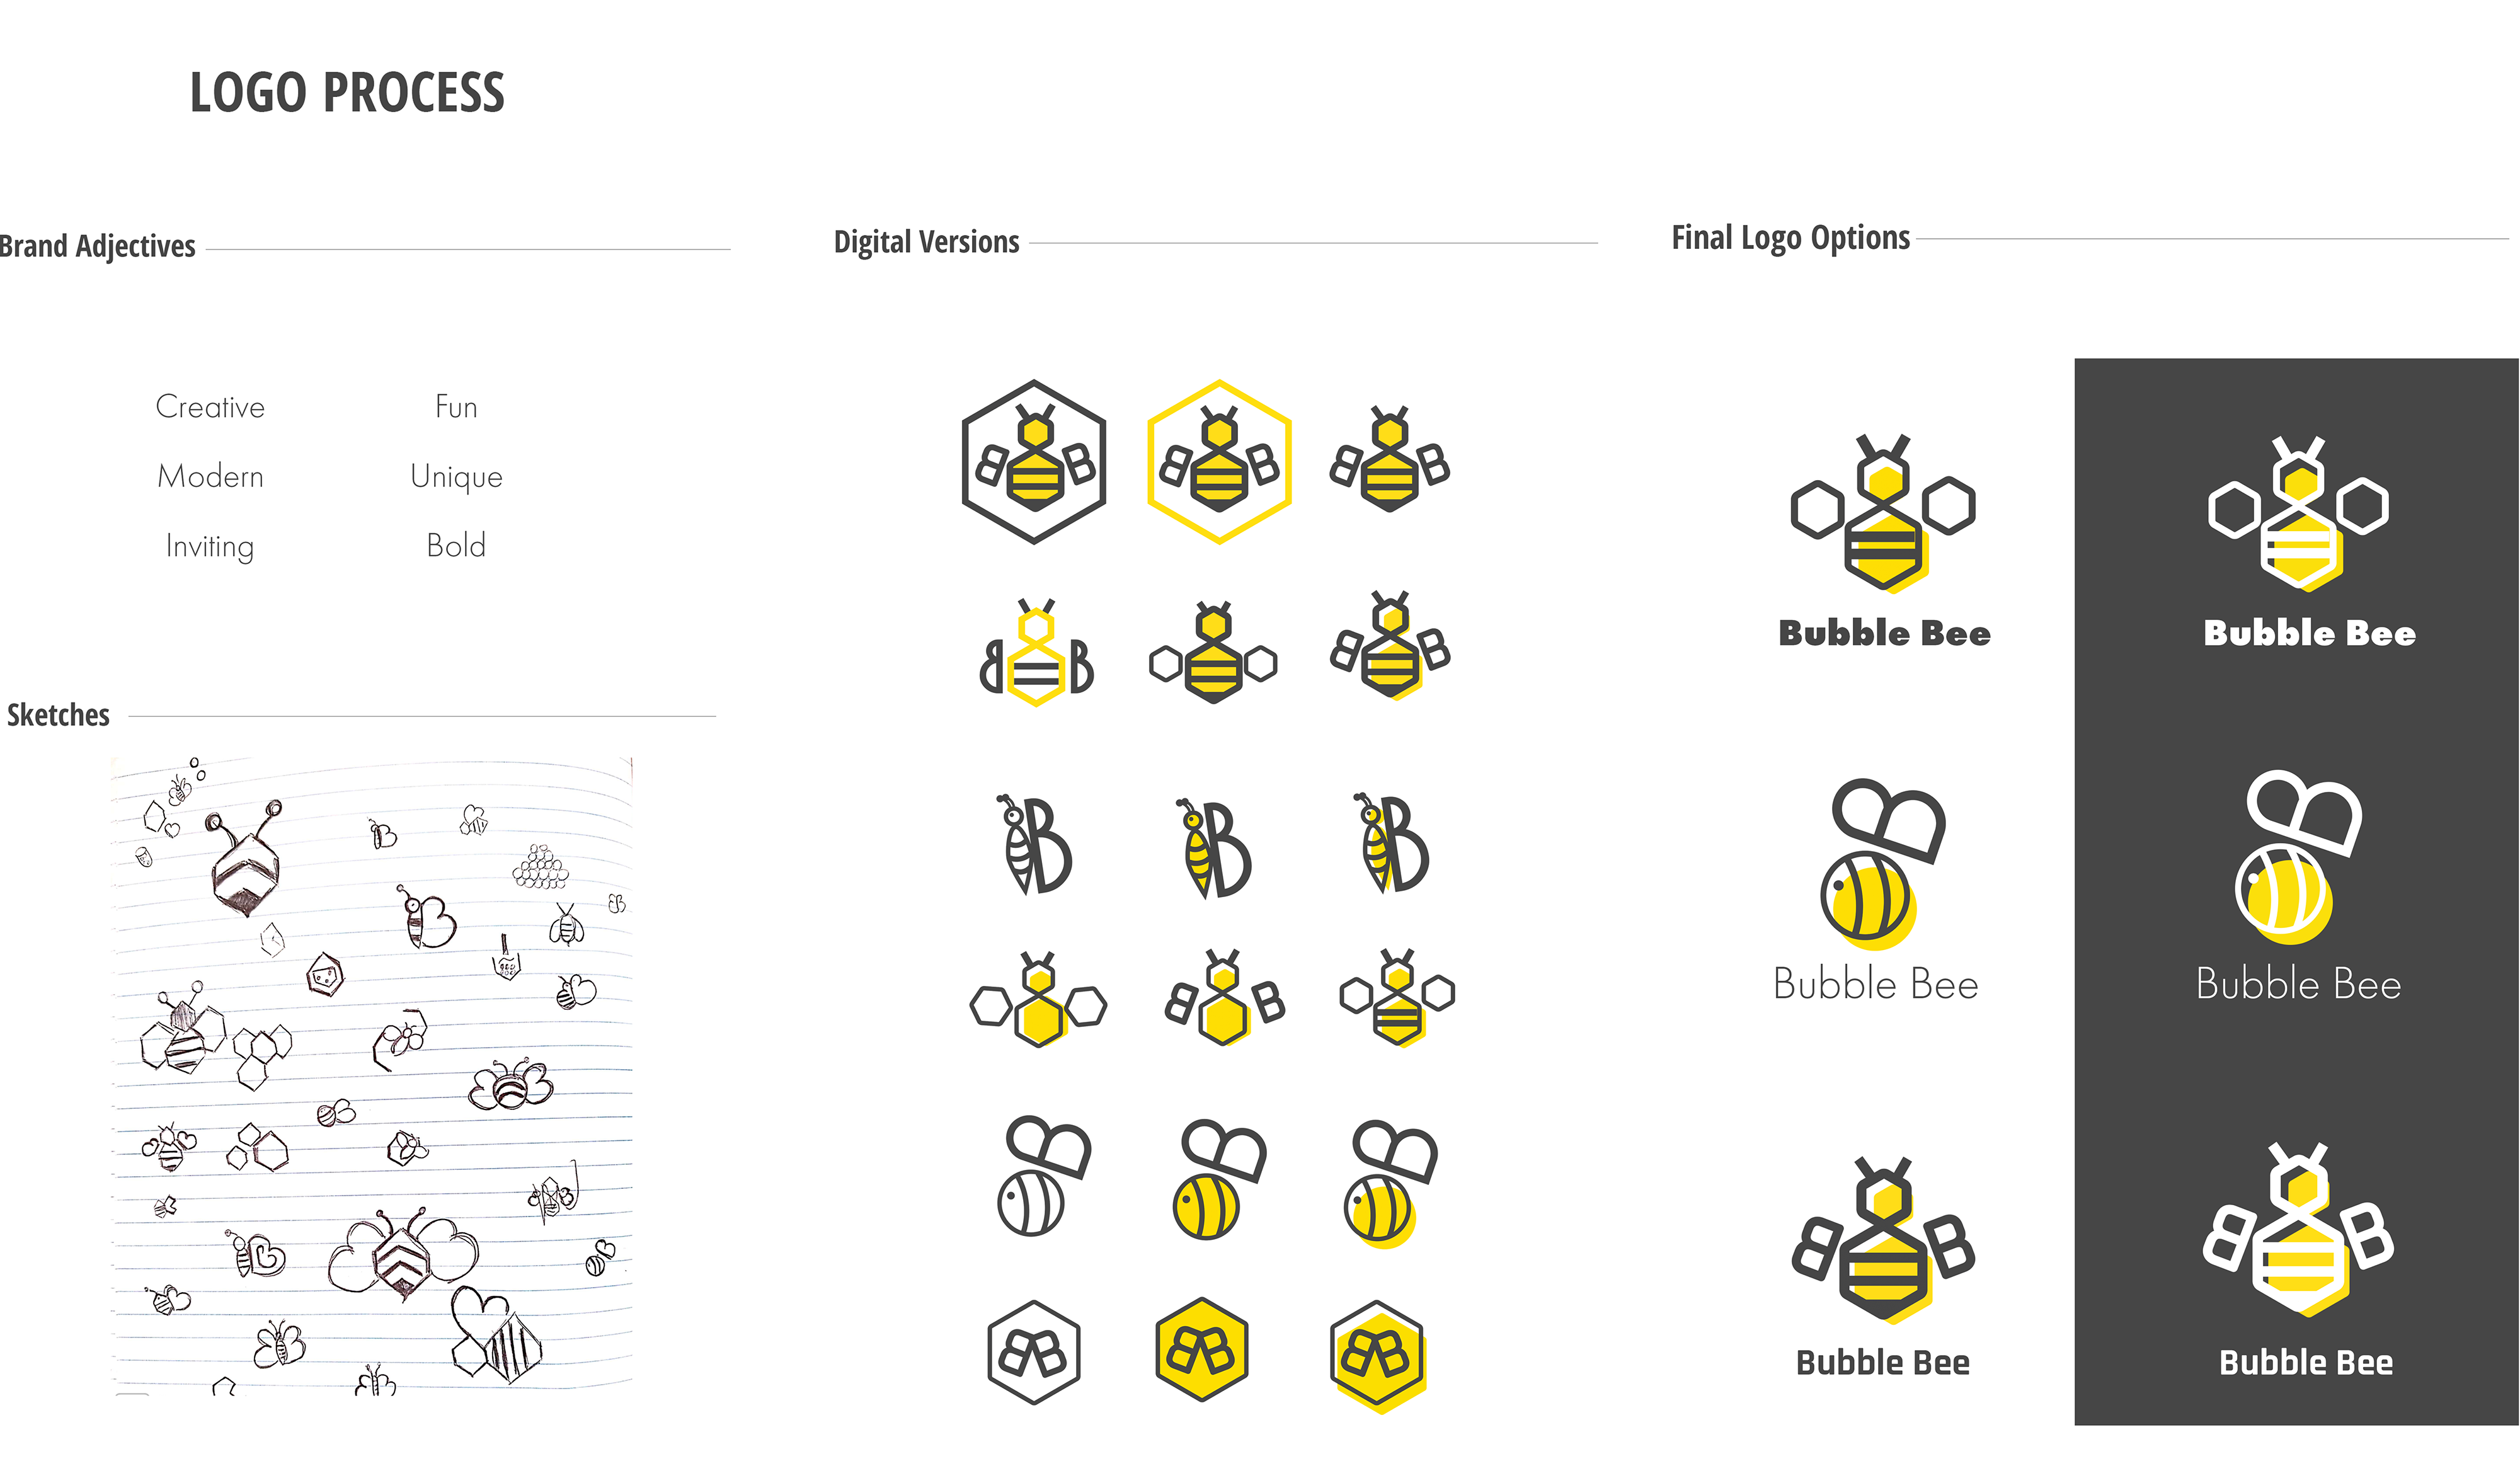 LOGO PROCESS
Brand Adjectives
Creative
Fun
Modern
Unique
Inviting
Bold
Sketches
Digital Versions
B B
B B
B B
B B
B B
B
B
B
B B
B
B
B
B B
B B
B B
Final Logo Options
Bubble Bee
Bubble Bee
B
B
Bubble Bee
Bubble Bee
B B
B B
Bubble Bee
Bubble Bee